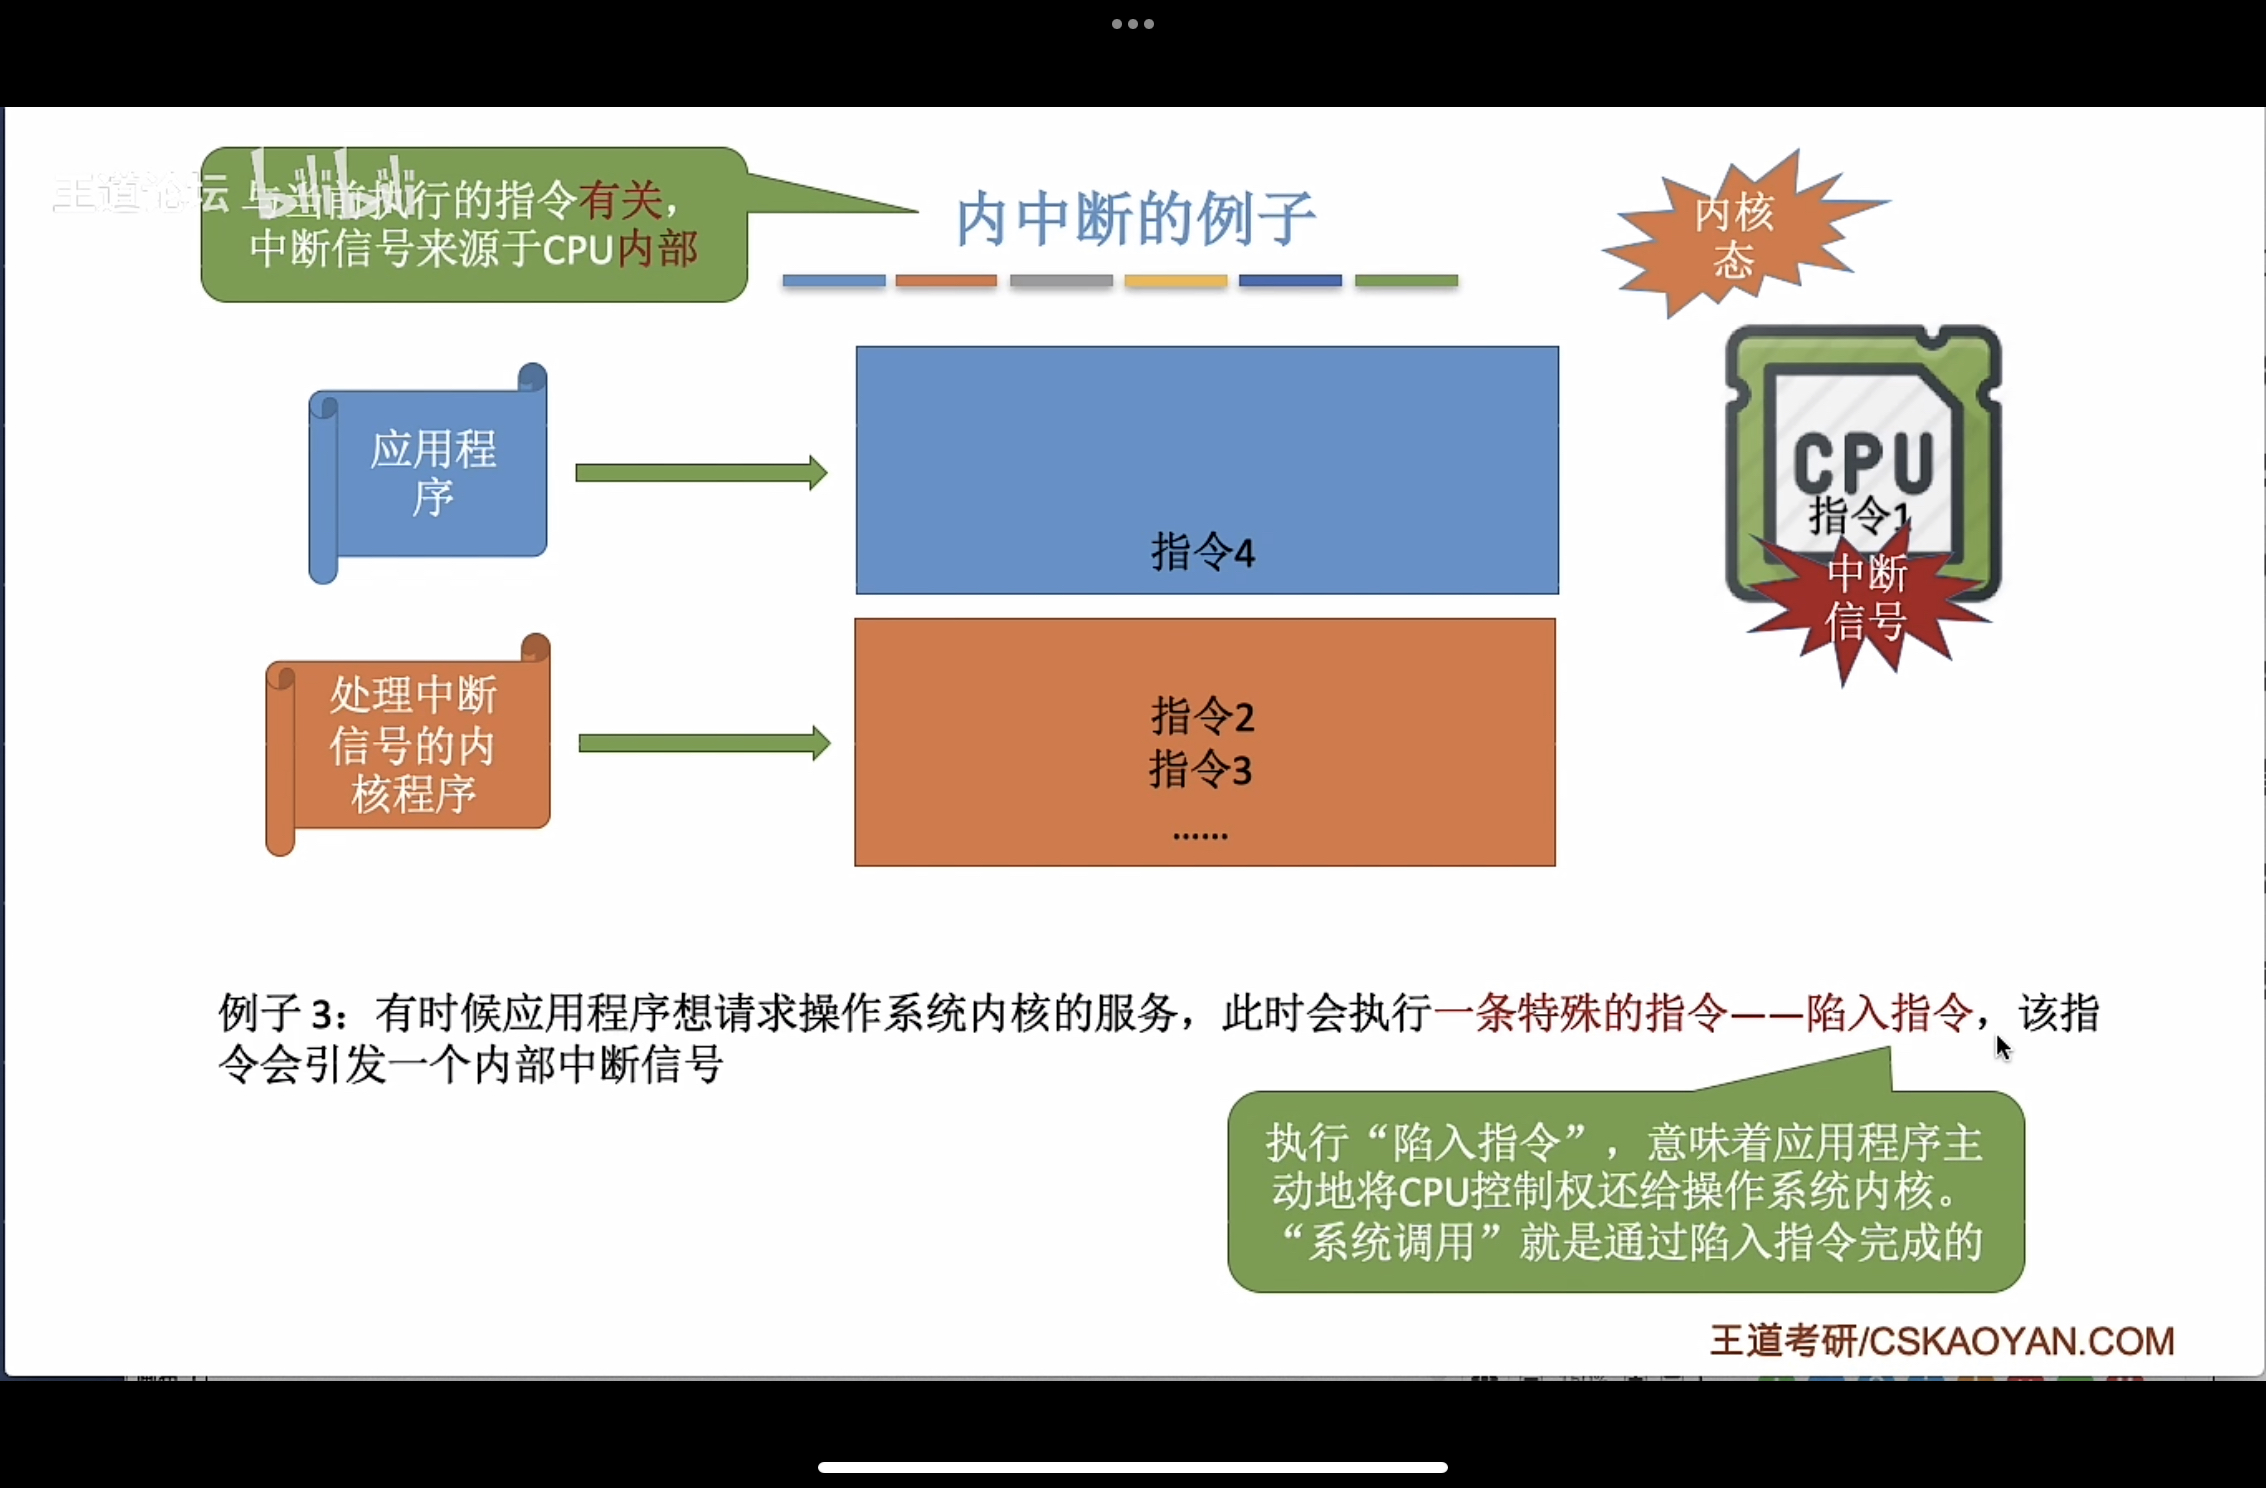 王道论坛 bilibili
与当前执行的指令有关，
中断信号来源于CPU内部
内中断的例子
内核
态
应用程
序
指令4
CPU
指令1
中断
信号
处理中断
信号的内
核程序
指令2
指令3
……
例子 3：有时候应用程序想请求操作系统内核的服务，此时会执行一条特殊的指令——陷入指令，该指
令会引发一个内部中断信号
执行“陷入指令”，意味着应用程序主
动地将CPU控制权还给操作系统内核。
“系统调用”就是通过陷入指令完成的
王道考研/CSKAOYAN.COM